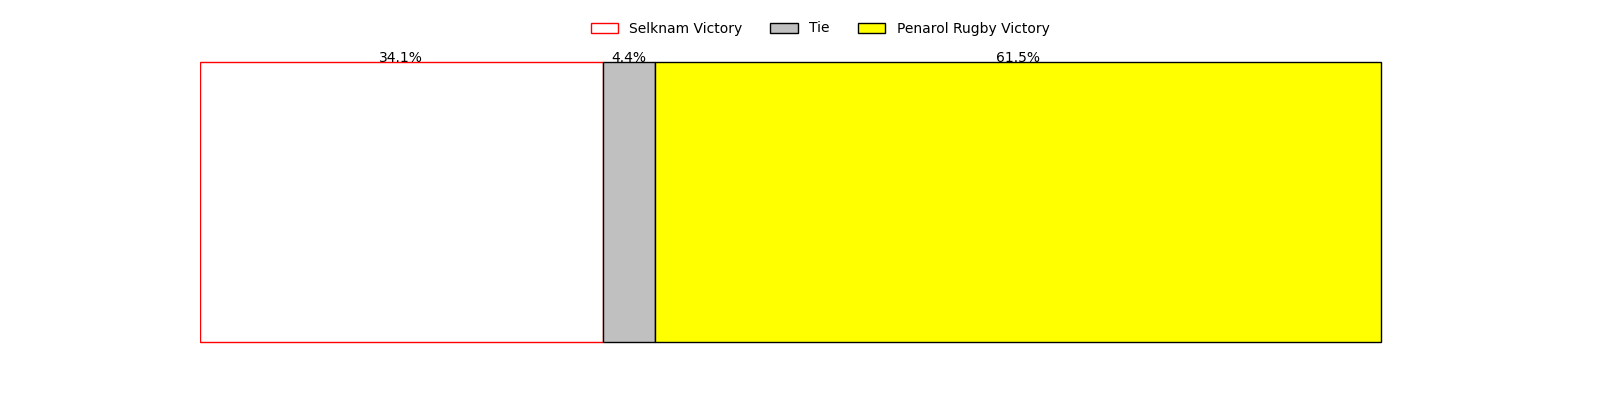 Selknam Victory Tie Penarol Rugby Victory
34.1% 4.4% 61.5%